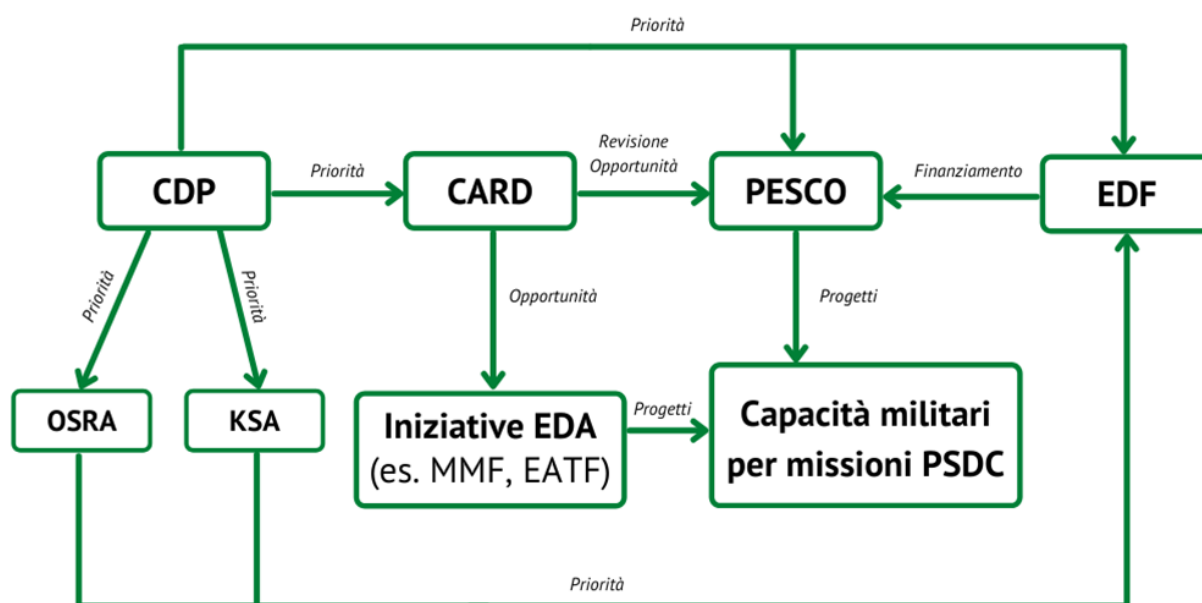 Priorità
CDP
Priorità
CARD
Revisione
Opportunità
PESCO
Finanziamento
EDF
Priorità
Priorità
Opportunità
Progetti
OSRA
KSA
Iniziative EDA
(es. MMF, EATF)
Progetti
Capacità militari
per missioni PSDC
Priorità